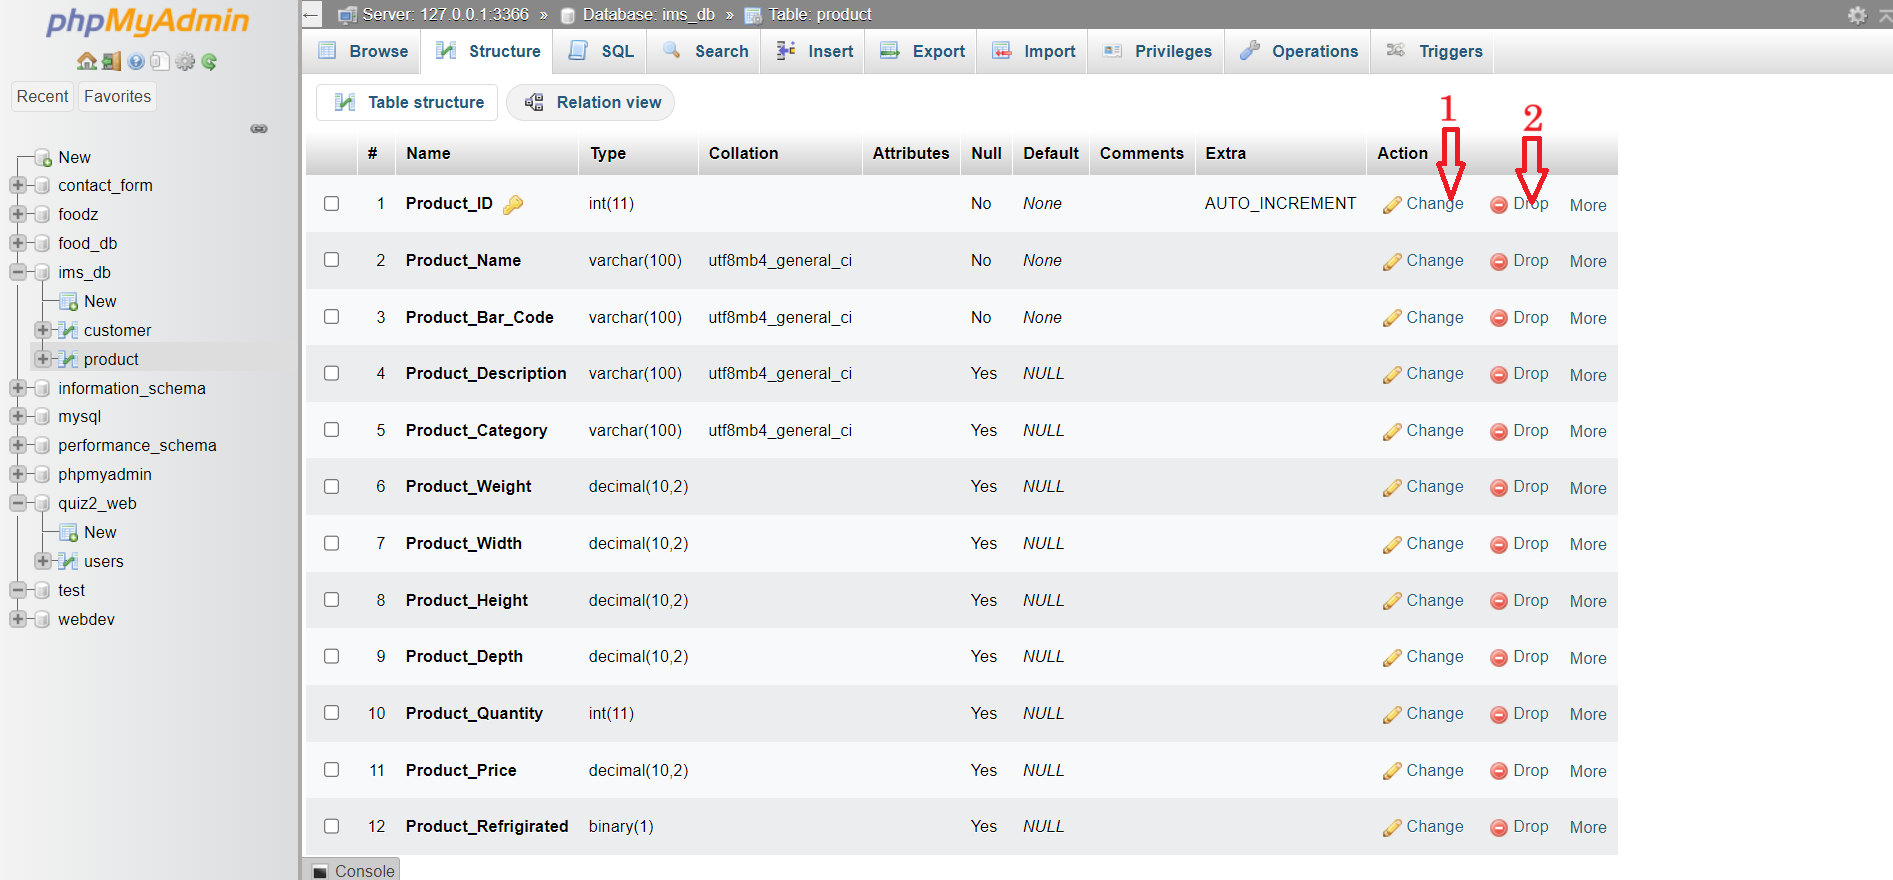 phpMyAdmin
Recent Favorites
New
contact_form
foodz
food_db
ims_db
New
customer
product
information_schema
mysql
performance_schema
phpmyadmin
quiz2_web
New
users
test
webdev
← Server: 127.0.0.1:3366 » Database: ims_db » Table: product
Browse Structure SQL Search Insert Export Import Privileges Operations Triggers
Table structure Relation view
1 2
# Name Type Collation Attributes Null Default Comments Extra Action
1 Product_ID int(11) No None AUTO_INCREMENT Change Drop More
2 Product_Name varchar(100) utf8mb4_general_ci No None Change Drop More
3 Product_Bar_Code varchar(100) utf8mb4_general_ci No None Change Drop More
4 Product_Description varchar(100) utf8mb4_general_ci Yes NULL Change Drop More
5 Product_Category varchar(100) utf8mb4_general_ci Yes NULL Change Drop More
6 Product_Weight decimal(10,2) Yes NULL Change Drop More
7 Product_Width decimal(10,2) Yes NULL Change Drop More
8 Product_Height decimal(10,2) Yes NULL Change Drop More
9 Product_Depth decimal(10,2) Yes NULL Change Drop More
10 Product_Quantity int(11) Yes NULL Change Drop More
11 Product_Price decimal(10,2) Yes NULL Change Drop More
12 Product_Refrigirated binary(1) Yes NULL Change Drop More
Console